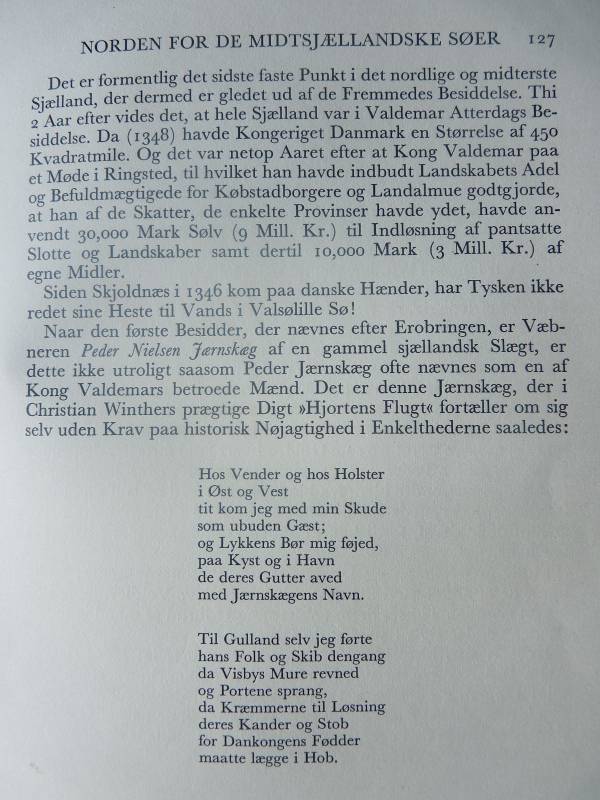 NORDEN FOR DE MIDTSJÆLLANDSKE SØER 127
Det er formentlig det sidste faste Punkt i det nordlige og midterste
Sjælland, der dermed er gledet ud af de Fremmedes Besiddelse. Thi
2 Aar efter vides det, at hele Sjælland var i Valdemar Atterdags Be-
siddelse. Da (1348) havde Kongeriget Danmark en Størrelse af 450
Kvadratmile. Og det var netop Aaret efter at Kong Valdemar paa
et Møde i Ringsted, til hvilket han havde indbudt Landskabets Adel
og Befuldmægtigede for Købstadborgere og Landalmue godtgjorde,
at han af de Skatter, de enkelte Provinser havde ydet, havde an-
vendt 30,000 Mark Sølv (9 Mill. Kr.) til Indløsning af pantsatte
Slotte og Landskaber samt dertil 10,000 Mark (3 Mill. Kr.) af
egne Midler.
Siden Skjoldnæs i 1346 kom paa danske Hænder, har Tysken ikke
redet sine Heste til Vands i Valsølille Sø!
Naar den første Besidder, der nævnes efter Erobringen, er Væb-
neren Peder Nielsen Jærnskæg af en gammel sjællandsk Slægt, er
dette ikke utroligt saasom Peder Jærnskæg ofte nævnes som en af
Kong Valdemars betroede Mænd. Det er denne Jærnskæg, der i
Christian Winthers prægtige Digt »Hjortens Flugt« fortæller om sig
selv uden Krav paa historisk Nøjagtighed i Enkelthederne saaledes:
Hos Vender og hos Holster
i Øst og Vest
tit kom jeg med min Skude
som ubuden Gæst;
og Lykkens Bør mig føjed,
paa Kyst og i Havn
de deres Gutter aved
med Jærnskægens Navn.
Til Gulland selv jeg førte
hans Folk og Skib dengang
da Visbys Mure revned
og Portene sprang,
da Kræmmerne til Løsning
deres Kander og Stob
for Dankongens Fødder
maatte lægge i Hob.